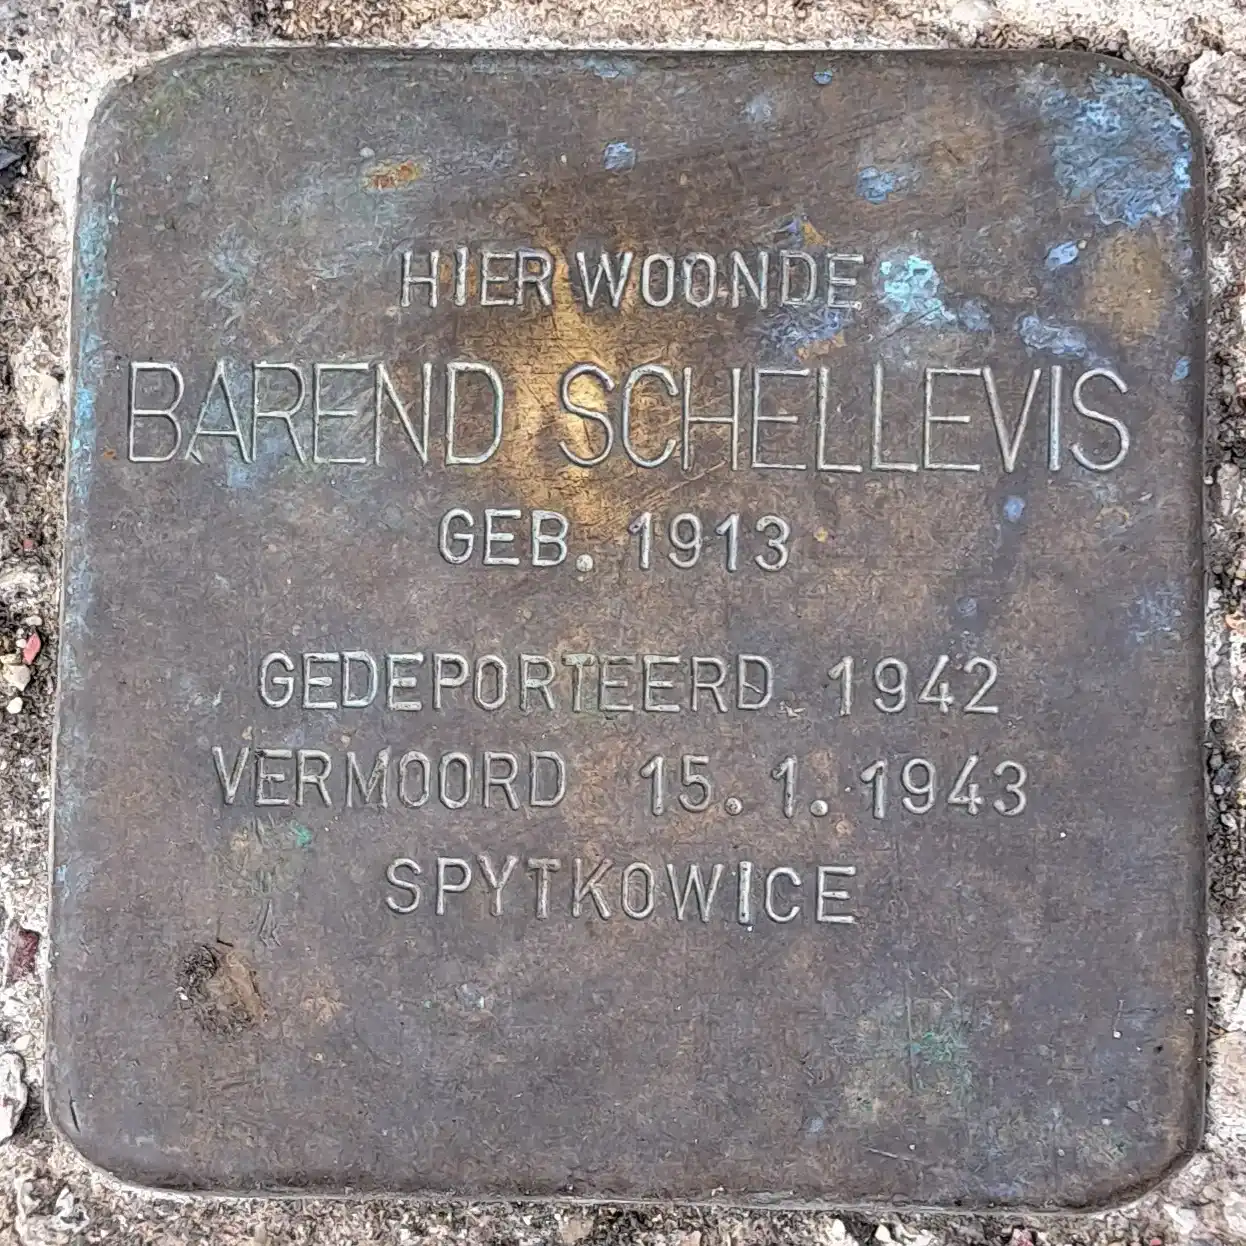 HIER WOONDE
BAREND SCHELLEVIS
GEB. 1913
GEDEPORTEERD 1942
VERMOORD 15.1.1943
SPYTKOWICE